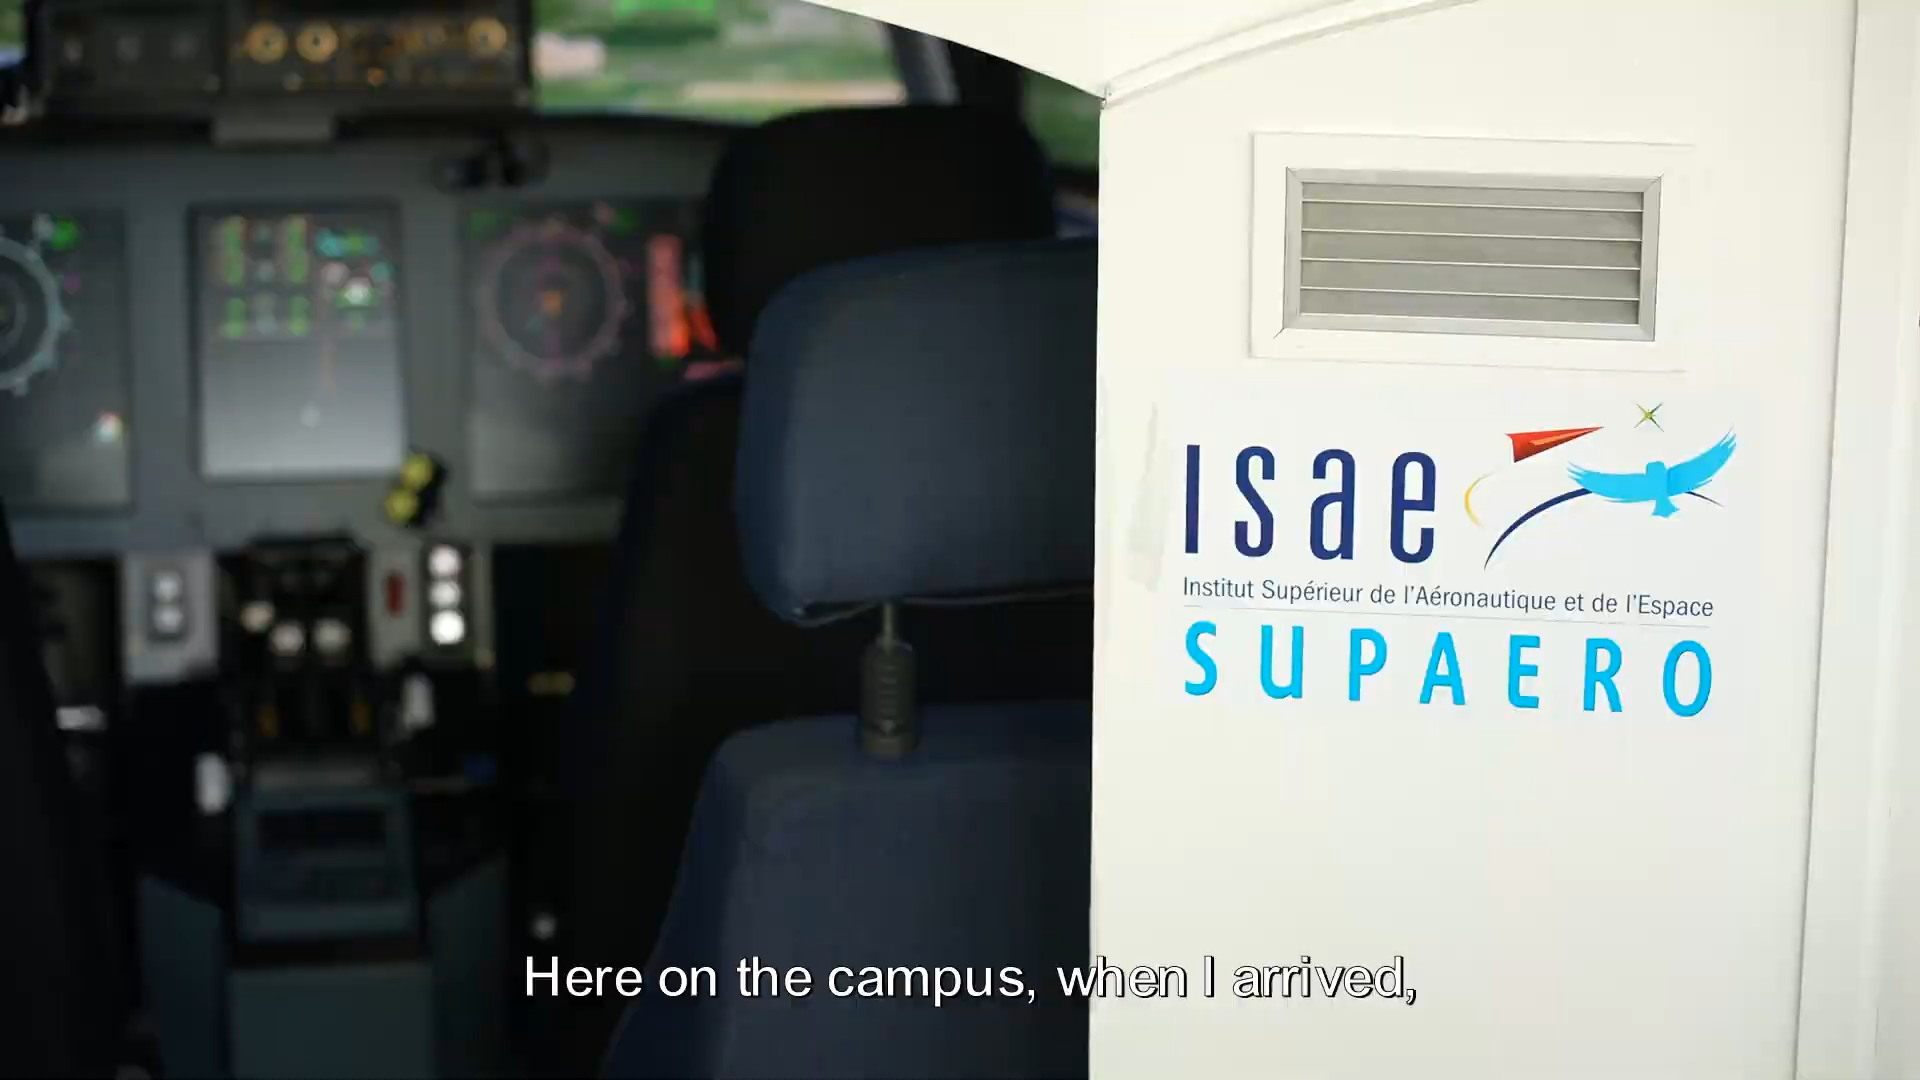 isae
Institut Supérieur de l'Aéronautique et de l'Espace
SUPAERO
Here on the campus, when I arrived,